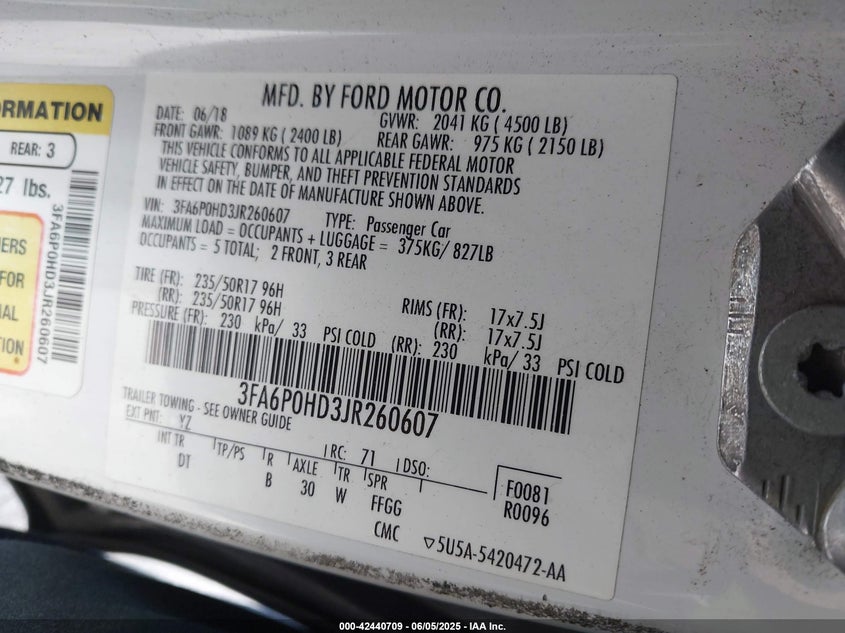 ORMATION
REAR: 3
27 lbs.
3FA6P0HD3JR260607
ERS
FOR
IAL
TION
MFD. BY FORD MOTOR CO.
DATE: 06/18 GVWR: 2041 KG ( 4500 LB)
FRONT GAWR: 1089 KG ( 2400 LB) REAR GAWR: 975 KG ( 2150 LB)
THIS VEHICLE CONFORMS TO ALL APPLICABLE FEDERAL MOTOR
VEHICLE SAFETY, BUMPER, AND THEFT PREVENTION STANDARDS
IN EFFECT ON THE DATE OF MANUFACTURE SHOWN ABOVE.
VIN: 3FA6P0HD3JR260607 TYPE: Passenger Car
MAXIMUM LOAD = OCCUPANTS + LUGGAGE = 375KG/ 827LB
OCCUPANTS = 5 TOTAL; 2 FRONT, 3 REAR
TIRE (FR): 235/50R17 96H RIMS (FR): 17x7.5J
(RR): 235/50R17 96H (RR): 17x7.5J
PRESSURE (FR): 230 kPa/ 33 PSI COLD (RR): 230 kPa/ 33 PSI COLD
3FA6P0HD3JR260607
TRAILER TOWING - SEE OWNER GUIDE
EXT PNT: YZ RC: 71 DSO:
INT TR TP/PS R AXLE TR SPR F0081
DT B 30 W FFGG R0096
CMC ▽5U5A-5420472-AA
000-42440709 - 06/05/2025 - IAA Inc.